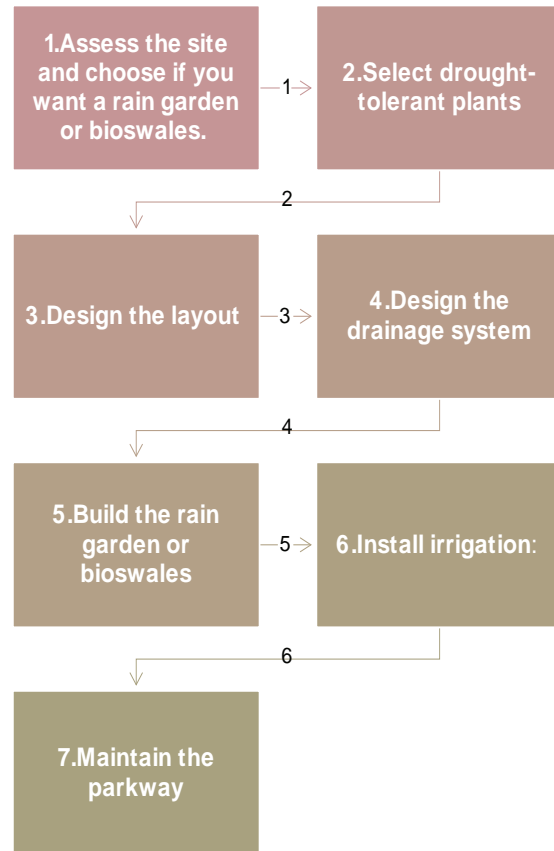 1.Assess the site
and choose if you
want a rain garden
or bioswales.
1
2.Select drought-
tolerant plants
2
3.Design the layout
3
4.Design the
drainage system
4
5.Build the rain
garden or
bioswales
5
6.Install irrigation:
6
7.Maintain the
parkway